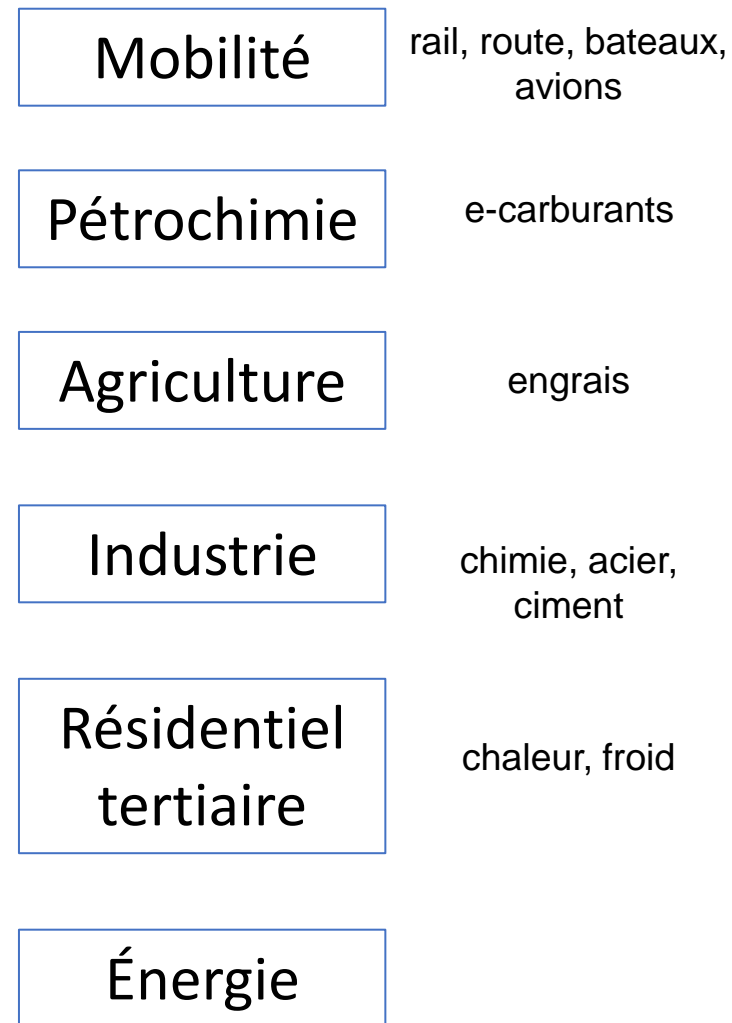 Mobilité
rail, route, bateaux,
avions
Pétrochimie
e-carburants
Agriculture
engrais
Industrie
chimie, acier,
ciment
Résidentiel
tertiaire
chaleur, froid
Énergie